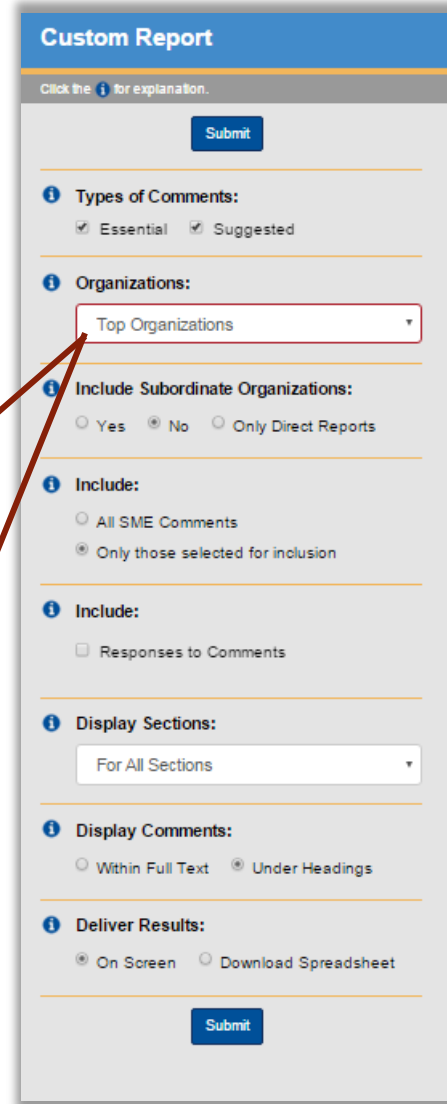 Custom Report
Click the i for explanation.
Submit
i Types of Comments:
Essential Suggested
i Organizations:
Top Organizations
i Include Subordinate Organizations:
Yes No Only Direct Reports
i Include:
All SME Comments
Only those selected for inclusion
i Include:
Responses to Comments
i Display Sections:
For All Sections
i Display Comments:
Within Full Text Under Headings
i Deliver Results:
On Screen Download Spreadsheet
Submit